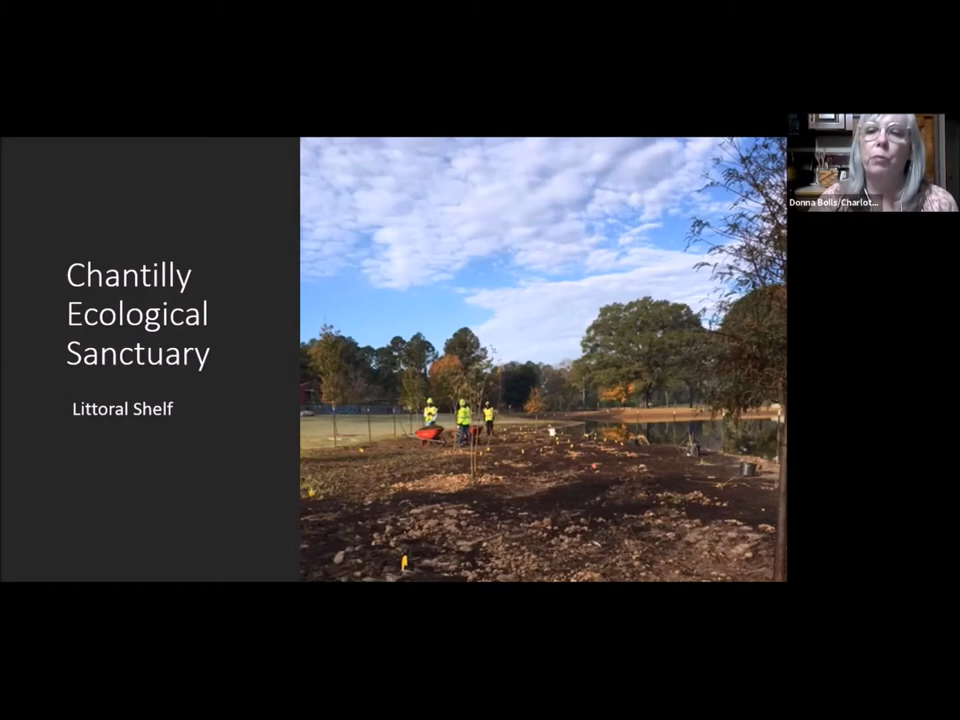 Chantilly
Ecological
Sanctuary
Littoral Shelf
Donna Bolls/Charlot...